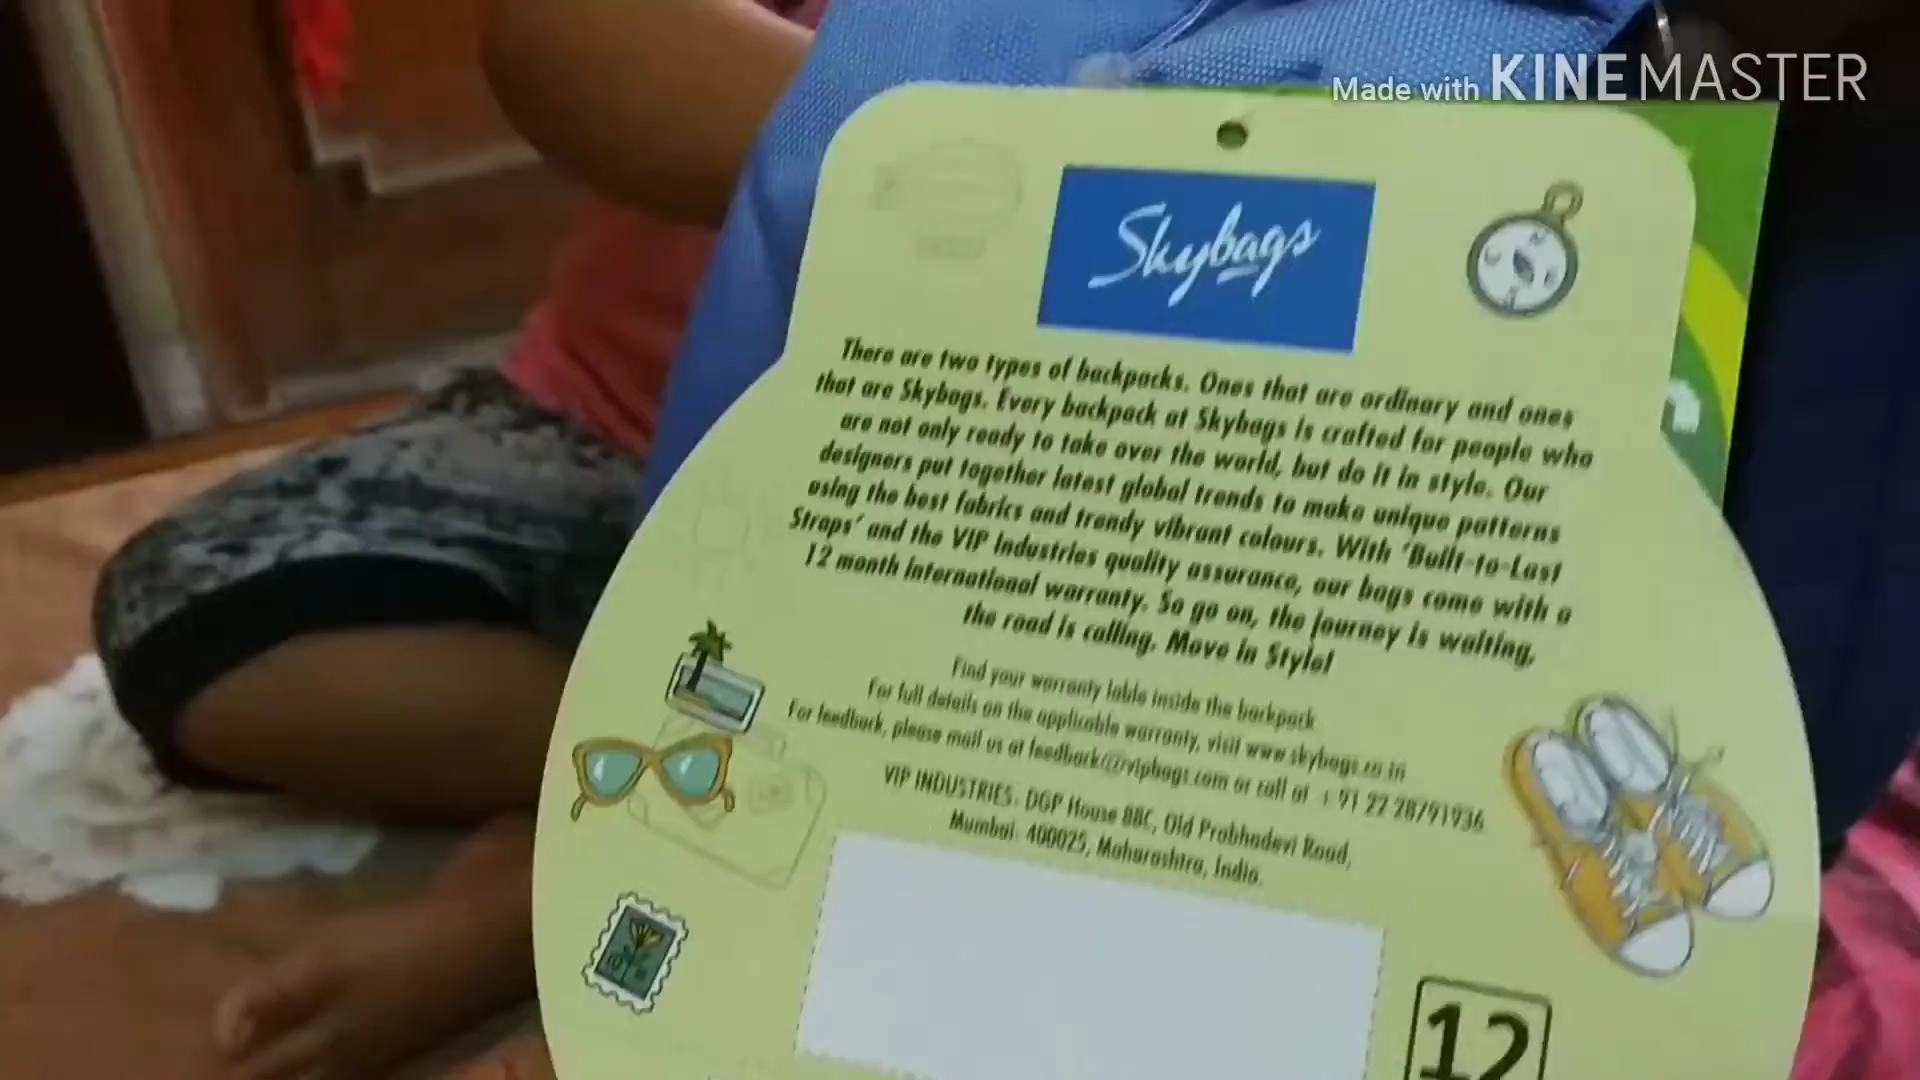 Made with KINEMASTER
Skybags
There are two types of backpacks. Ones that are ordinary and ones
that are Skybags. Every backpack at Skybags is crafted for people who
are not only ready to take over the world, but do it in style. Our
designers put together latest global trends to make unique patterns
using the best fabrics and trendy vibrant colours. With 'Built-to-Last
Straps' and the VIP Industries quality assurance, our bags come with a
12 month international warranty. So go on, the journey is waiting,
the road is calling. Move in Style!
Find your warranty lable inside the backpack
For full details on the applicable warranty, visit www.skybags.co.in
For feedback, please mail us at feedback@vipbags.com or call at +91 22 28791936
VIP INDUSTRIES: DGP House 88C, Old Prabhadevi Road,
Mumbai: 400025, Maharashtra, India.
12